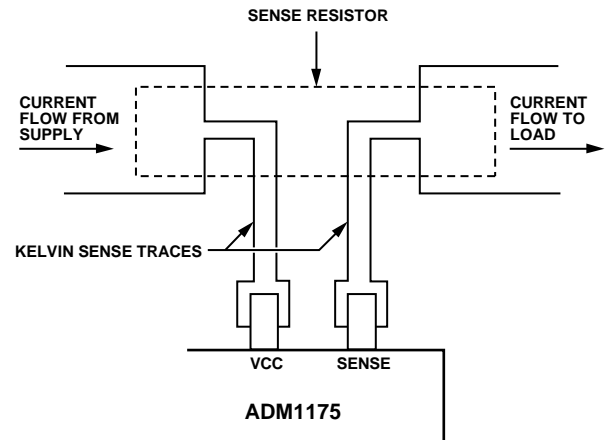 SENSE RESISTOR
CURRENT
FLOW FROM
SUPPLY
CURRENT
FLOW TO
LOAD
KELVIN SENSE TRACES
VCC
SENSE
ADM1175